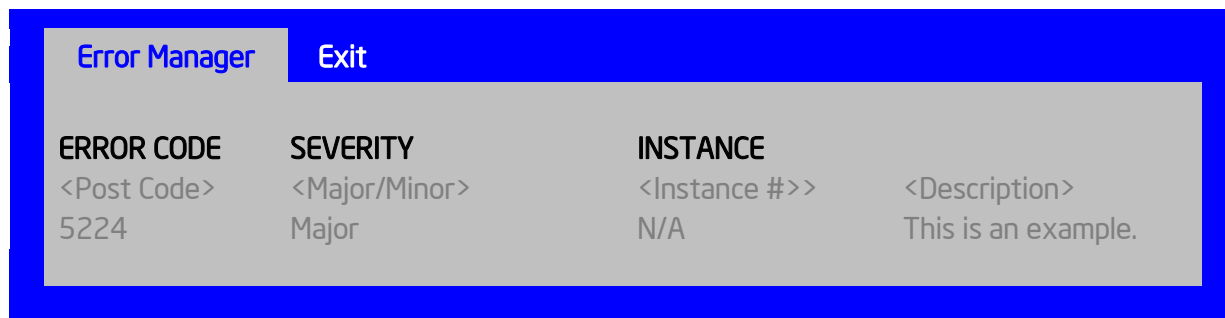 Error Manager Exit
ERROR CODE SEVERITY INSTANCE
<Post Code> <Major/Minor> <Instance #>> <Description>
5224 Major N/A This is an example.